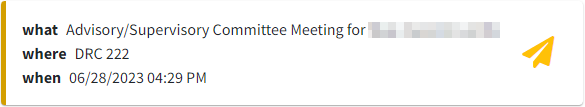 what Advisory/Supervisory Committee Meeting for
where DRC 222
when 06/28/2023 04:29 PM